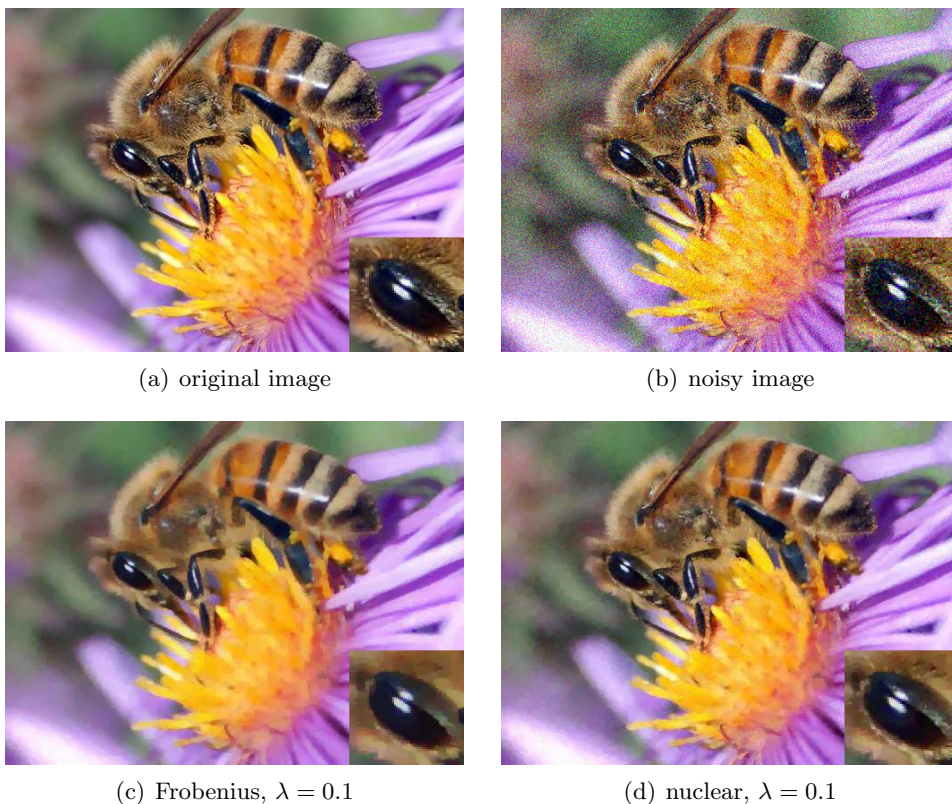 (a) original image
(b) noisy image
(c) Frobenius, λ = 0.1
(d) nuclear, λ = 0.1